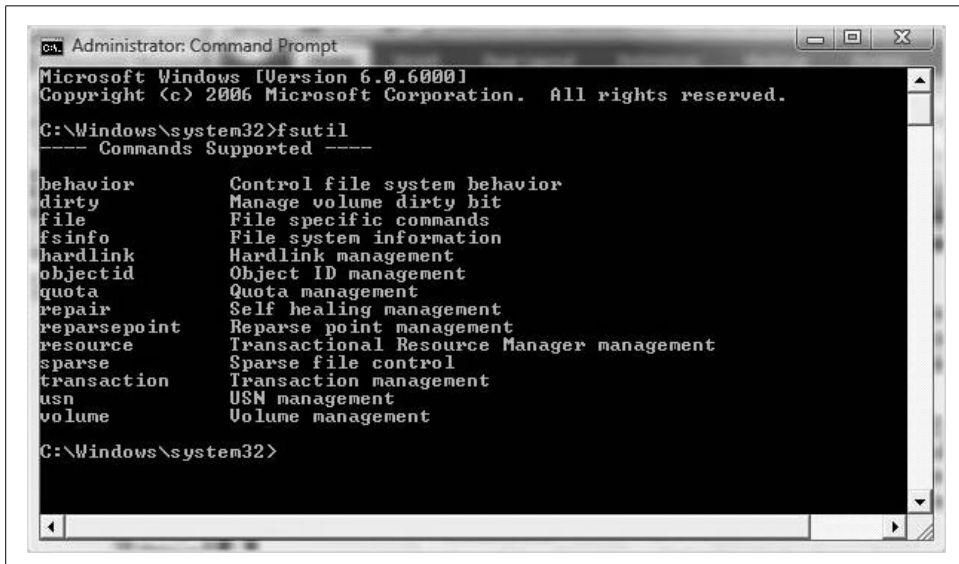 Administrator: Command Prompt
Microsoft Windows [Version 6.0.6000]
Copyright (c) 2006 Microsoft Corporation.  All rights reserved.
C:\Windows\system32>fsutil
---- Commands Supported ----
behavior        Control file system behavior
dirty           Manage volume dirty bit
file            File specific commands
fsinfo          File system information
hardlink        Hardlink management
objectid        Object ID management
quota           Quota management
repair          Self healing management
reparsepoint    Reparse point management
resource        Transactional Resource Manager management
sparse          Sparse file control
transaction     Transaction management
usn             USN management
volume          Volume management
C:\Windows\system32>